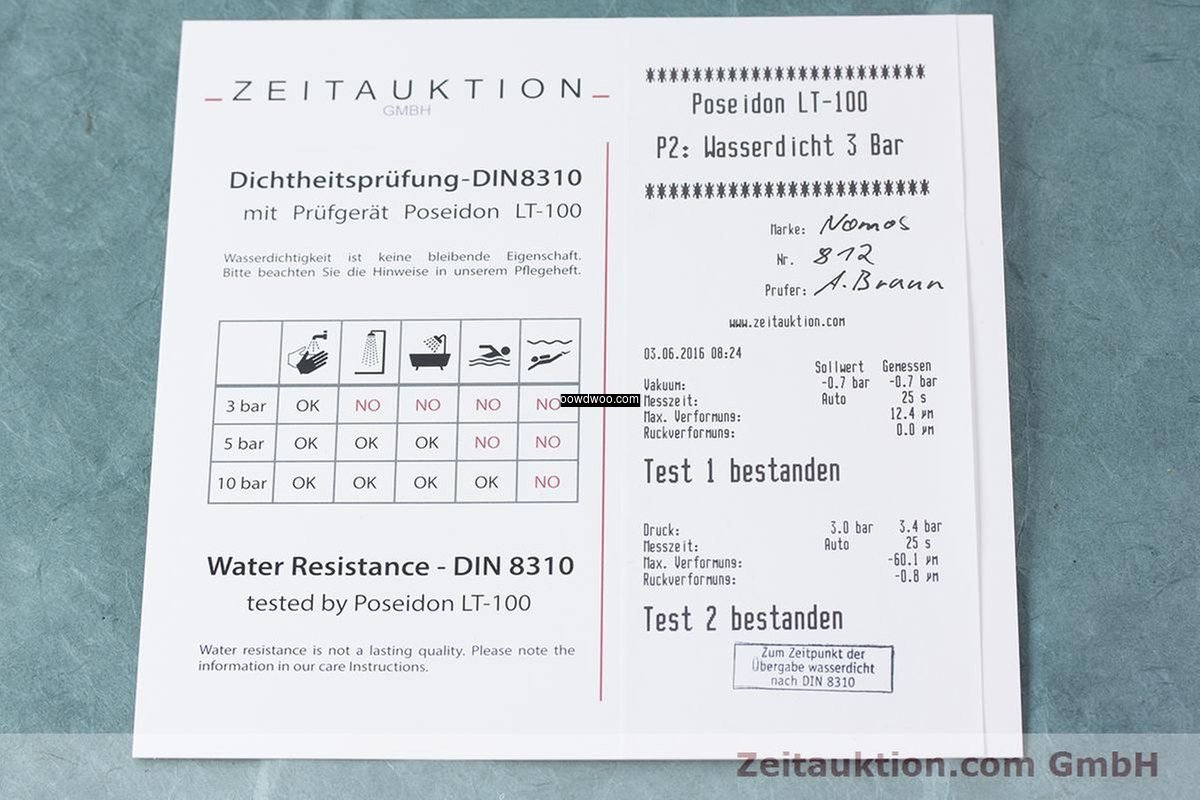 ZEITAUKTION
GMBH
Dichtheitsprüfung-DIN8310
mit Prüfgerät Poseidon LT-100
Wasserdichtigkeit ist keine bleibende Eigenschaft.
Bitte beachten Sie die Hinweise in unserem Pflegeheft.
3 bar OK NO NO NO NO
5 bar OK OK OK NO NO
10 bar OK OK OK OK NO
Water Resistance - DIN 8310
tested by Poseidon LT-100
Water resistance is not a lasting quality. Please note the
information in our care Instructions.
************************
Poseidon LT-100
P2: Wasserdicht 3 Bar
************************
Marke: Nomos
Nr. 812
Prufer: A. Braun
www.zeitauktion.com
03.06.2016 08:24
Sollwert Gemessen
Vakuum: -0.7 bar -0.7 bar
Messzeit: Auto 25 s
Max. Verformung: 12.4 µm
Ruckverformung: 0.0 µm
Test 1 bestanden
Druck: 3.0 bar 3.4 bar
Messzeit: Auto 25 s
Max. Verformung: -60.1 µm
Ruckverformung: -0.8 µm
Test 2 bestanden
Zum Zeitpunkt der
Übergabe wasserdicht
nach DIN 8310
oowdwoo.com
Zeitauktion.com GmbH